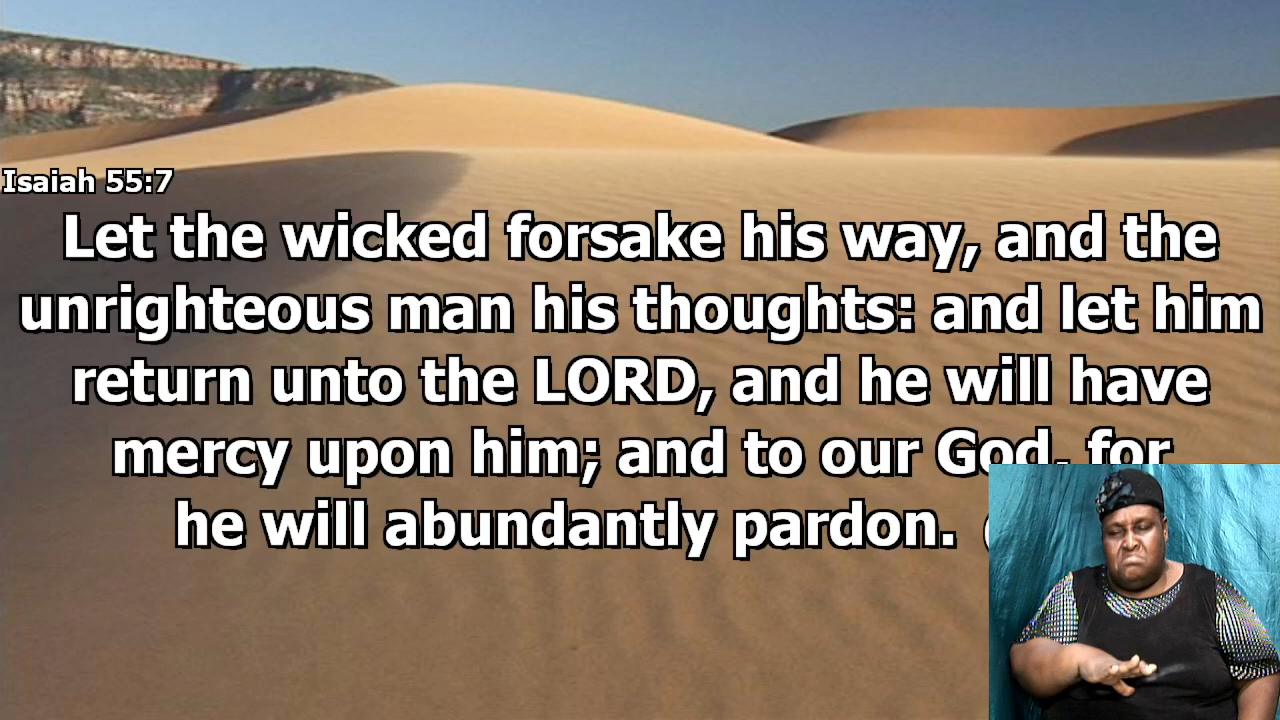 Isaiah 55:7
Let the wicked forsake his way, and the
unrighteous man his thoughts: and let him
return unto the LORD, and he will have
mercy upon him; and to our God, for
he will abundantly pardon. (